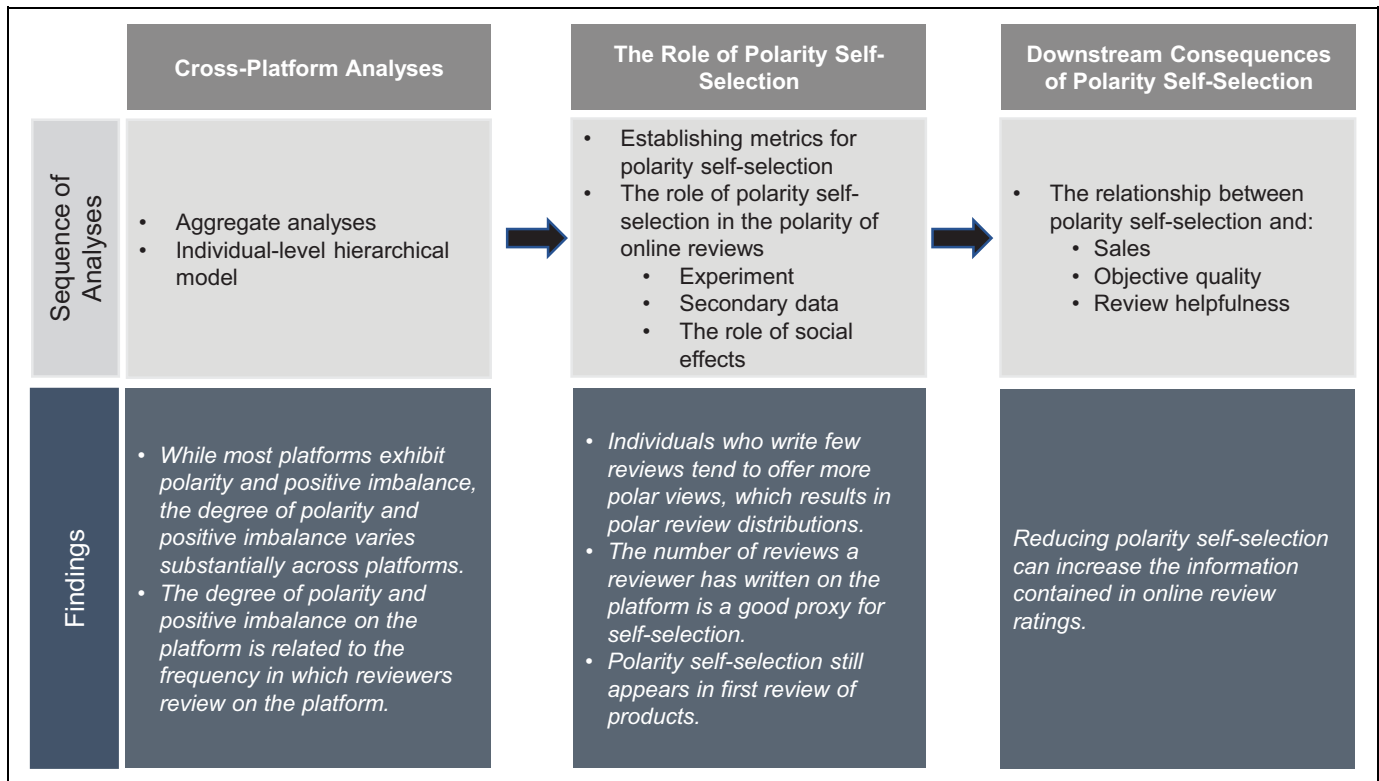 Cross-Platform Analyses
The Role of Polarity Self-
Selection
Downstream Consequences
of Polarity Self-Selection
Sequence of
Analyses
• Aggregate analyses
• Individual-level hierarchical
model
• Establishing metrics for
polarity self-selection
• The role of polarity self-
selection in the polarity of
online reviews
• Experiment
• Secondary data
• The role of social
effects
• The relationship between
polarity self-selection and:
• Sales
• Objective quality
• Review helpfulness
Findings
• While most platforms exhibit
polarity and positive imbalance,
the degree of polarity and
positive imbalance varies
substantially across platforms.
• The degree of polarity and
positive imbalance on the
platform is related to the
frequency in which reviewers
review on the platform.
• Individuals who write few
reviews tend to offer more
polar views, which results in
polar review distributions.
• The number of reviews a
reviewer has written on the
platform is a good proxy for
self-selection.
• Polarity self-selection still
appears in first review of
products.
Reducing polarity self-selection
can increase the information
contained in online review
ratings.